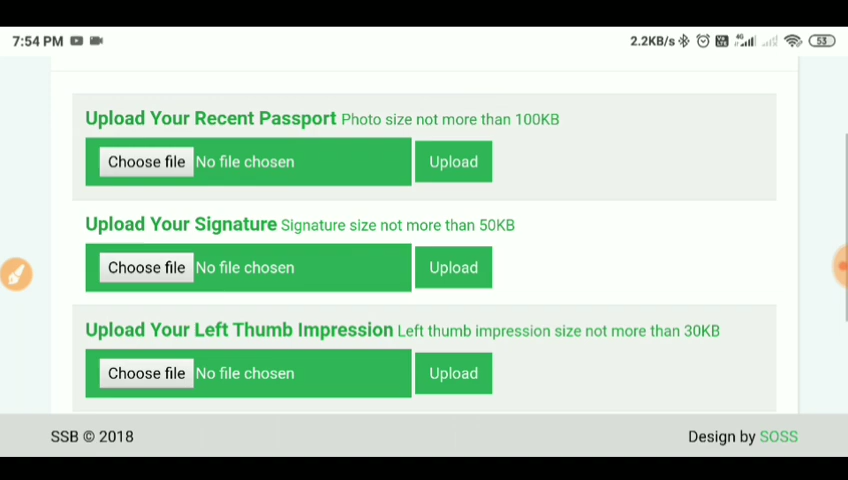 7:54 PM 2.2KB/s 4G 53
Upload Your Recent Passport Photo size not more than 100KB
Choose file No file chosen Upload
Upload Your Signature Signature size not more than 50KB
Choose file No file chosen Upload
Upload Your Left Thumb Impression Left thumb impression size not more than 30KB
Choose file No file chosen Upload
SSB © 2018 Design by SOSS